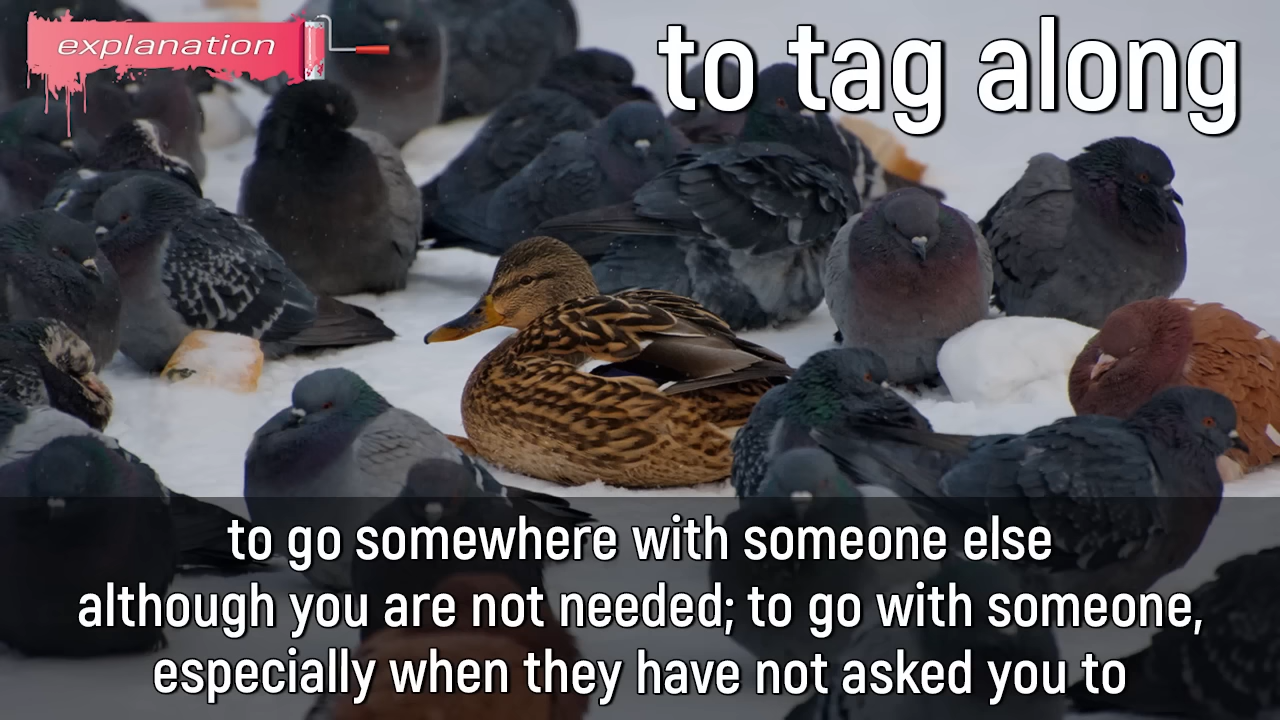 explanation
to tag along
to go somewhere with someone else
although you are not needed; to go with someone,
especially when they have not asked you to